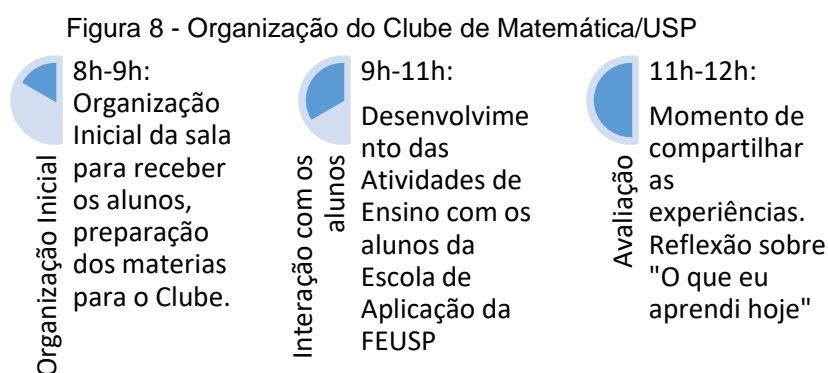 Figura 8 - Organização do Clube de Matemática/USP
Organização Inicial
8h-9h:
Organização
Inicial da sala
para receber
os alunos,
preparação
dos materias
para o Clube.
Interação com os
alunos
9h-11h:
Desenvolvime
nto das
Atividades de
Ensino com os
alunos da
Escola de
Aplicação da
FEUSP
Avaliação
11h-12h:
Momento de
compartilhar
as
experiências.
Reflexão sobre
"O que eu
aprendi hoje"